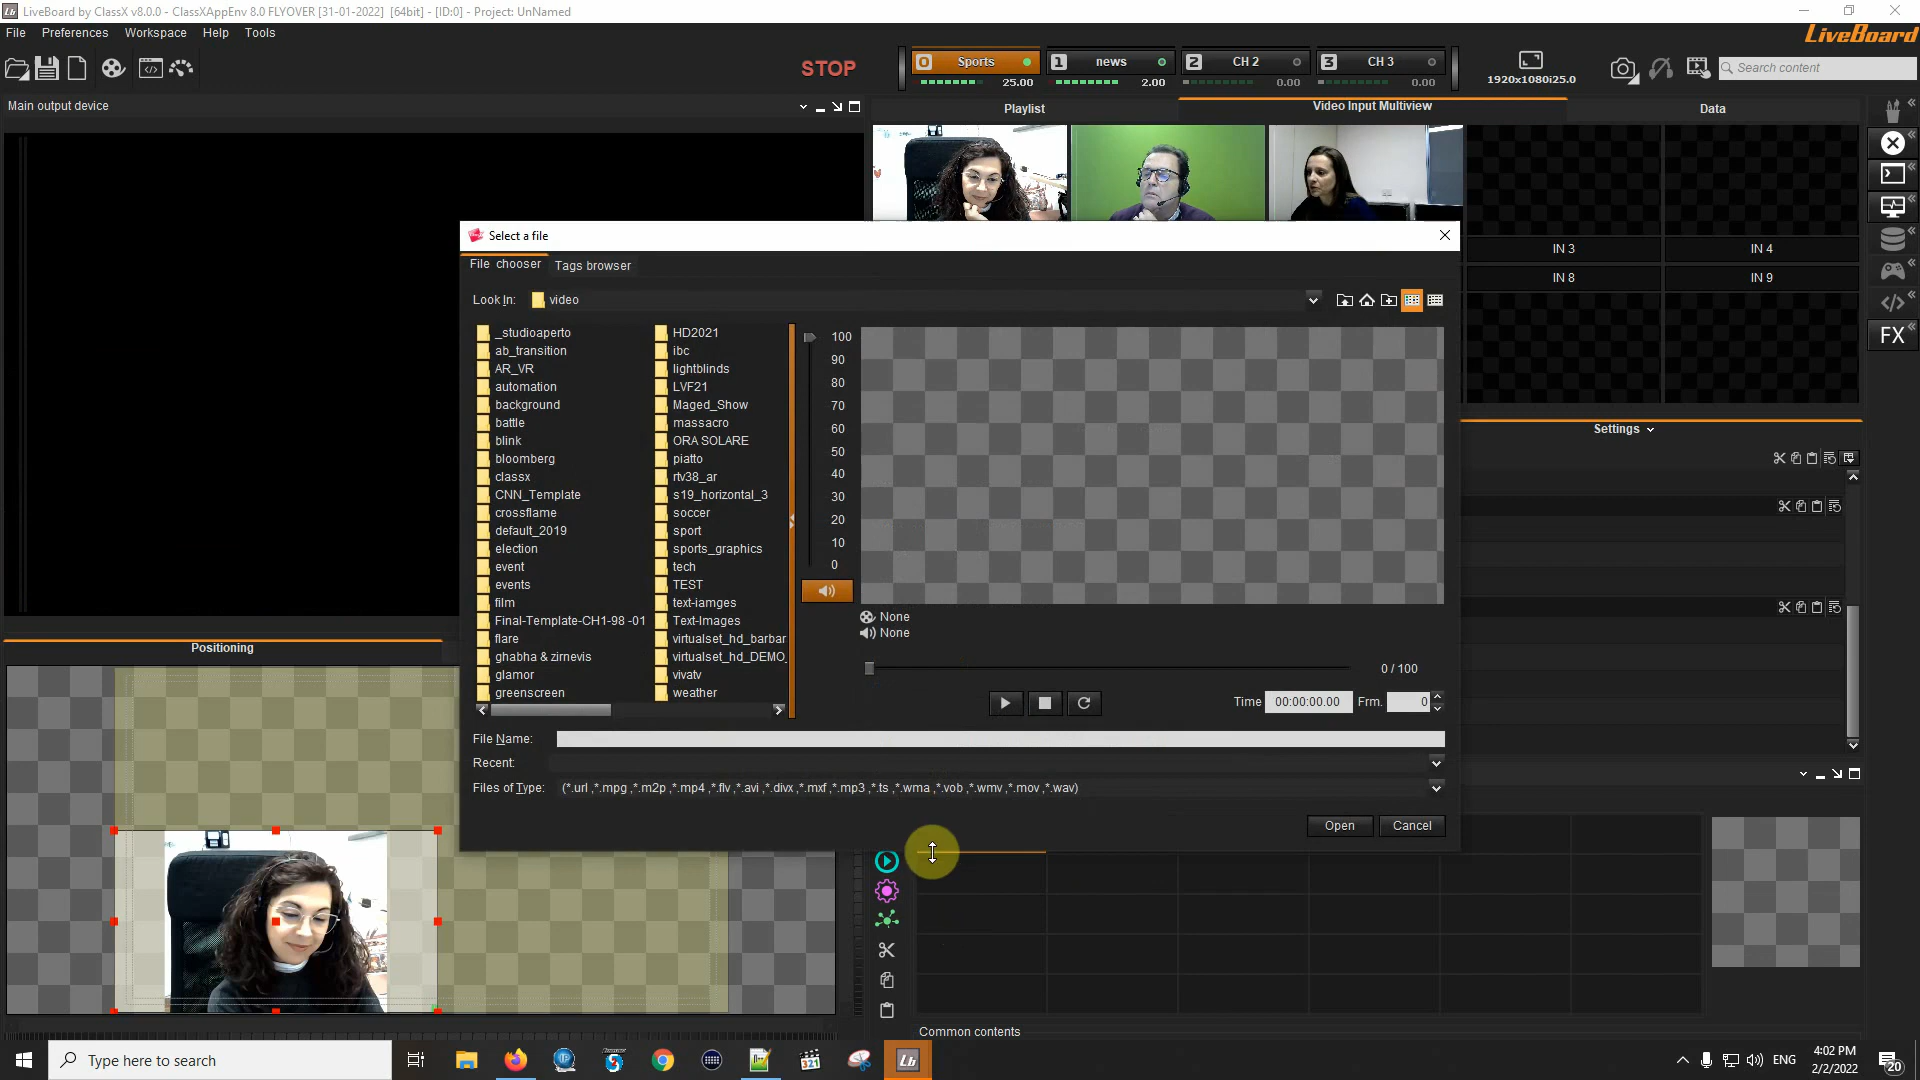 LiveBoard by ClassX v8.0.0 - ClassXAppEnv 8.0 FLYOVER [31-01-2022] [64bit] - [ID:0] - Project: UnNamed
File Preferences Workspace Help Tools
LiveBoard
STOP
0 Sports
25.00
1 news
2.00
2 CH 2
0.00
3 CH 3
0.00
1920x1080i25.0
Search content
Main output device
Playlist
Video Input Multiview
Data
IN 3
IN 4
IN 8
IN 9
FX
Select a file
File chooser
Tags browser
Look In: video
_studioaperto
ab_transition
AR_VR
automation
background
battle
blink
bloomberg
classx
CNN_Template
crossflame
default_2019
election
event
events
film
Final-Template-CH1-98 -01
flare
ghabha & zirnevis
glamor
greenscreen
HD2021
ibc
lightblinds
LVF21
Maged_Show
massacro
ORA SOLARE
piatto
rtv38_ar
s19_horizontal_3
soccer
sport
sports_graphics
tech
TEST
text-iamges
Text-Images
virtualset_hd_barbar
virtualset_hd_DEMO_
vivatv
weather
100
90
80
70
60
50
40
30
20
10
0
None
None
0 / 100
Time 00:00:00.00 Frm. 0
File Name:
Recent:
Files of Type: (*.url ,*.mpg ,*.m2p ,*.mp4 ,*.flv ,*.avi ,*.divx ,*.mxf ,*.mp3 ,*.ts ,*.wma ,*.vob ,*.wmv ,*.mov ,*.wav)
Open
Cancel
Settings
Positioning
Common contents
Type here to search
321
Lb
ENG
4:02 PM
2/2/2022
20